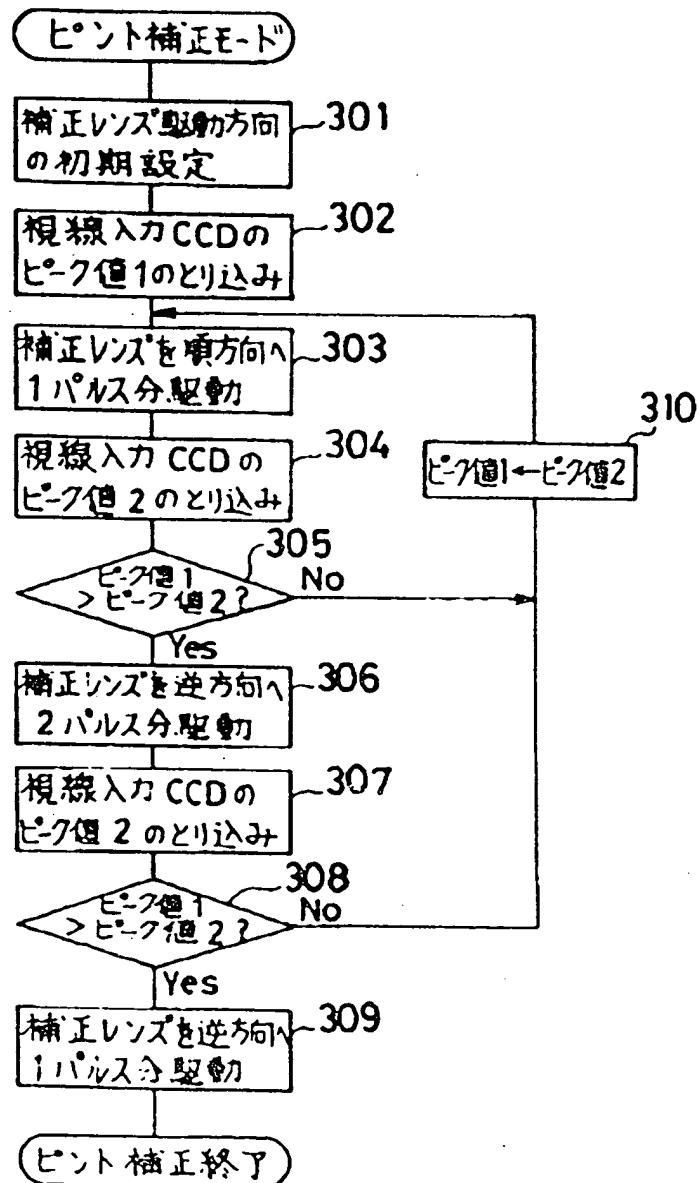 ピント補正モード
補正レンズ駆動方向
の初期設定
301
視線入力CCDの
ピーク値1のとり込み
302
補正レンズを順方向へ
1パルス分駆動
303
視線入力CCDの
ピーク値2のとり込み
304
ピーク値1
>ピーク値2?
305
No
Yes
310
ピーク値1←ピーク値2
補正レンズを逆方向へ
2パルス分駆動
306
視線入力CCDの
ピーク値2のとり込み
307
ピーク値1
>ピーク値2?
308
No
Yes
補正レンズを逆方向へ
1パルス分駆動
309
ピント補正終了